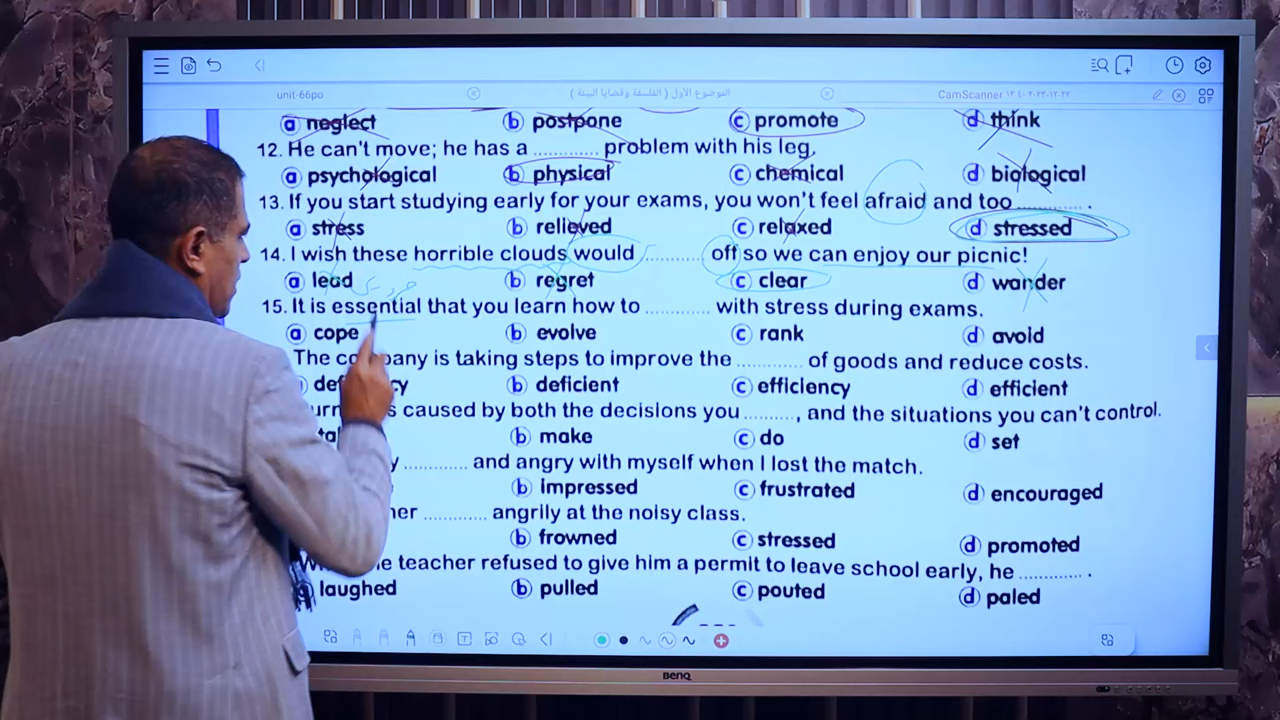 unit-66po
الموضوع الاول ( الفلسفة وقضايا البيئة )
CamScanner
a neglect b postpone c promote d think
12. He can't move; he has a ............ problem with his leg.
a psychological b physical c chemical d biological
13. If you start studying early for your exams, you won't feel afraid and too ............ .
a stress b relieved c relaxed d stressed
14. I wish these horrible clouds would ............ off so we can enjoy our picnic!
a lead b regret c clear d wander
15. It is essential that you learn how to ............ with stress during exams.
a cope b evolve c rank d avoid
The company is taking steps to improve the ............ of goods and reduce costs.
b deficient c efficiency d efficient
caused by both the decisions you ........., and the situations you can't control.
b make c do d set
............ and angry with myself when I lost the match.
b impressed c frustrated d encouraged
............ angrily at the noisy class.
b frowned c stressed d promoted
teacher refused to give him a permit to leave school early, he ............ .
laughed b pulled c pouted d paled
BenQ